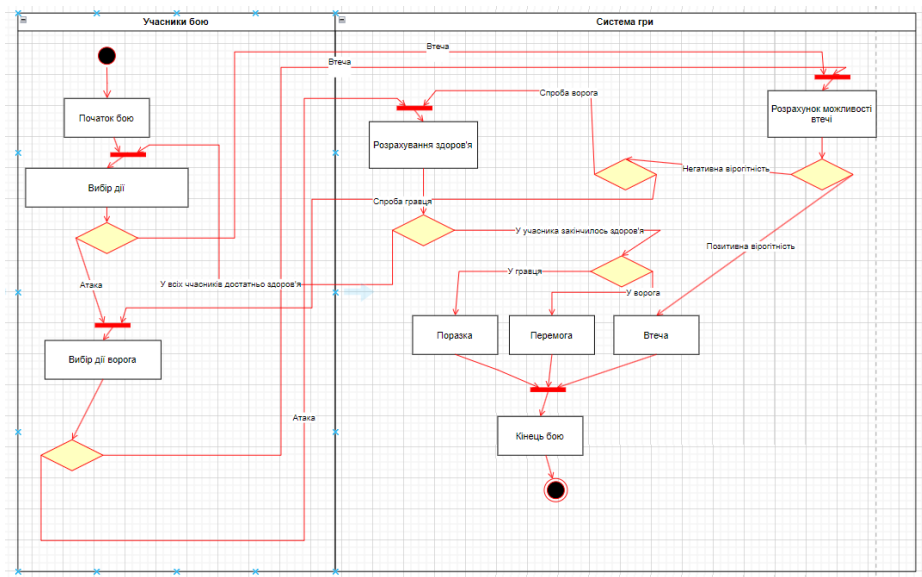 Учасники бою
Система гри
Втеча
Втеча
Початок бою
Спроба ворога
Розрахунок можливості
втечі
Розрахування здоров'я
Негативна вірогітність
Вибір дії
Спроба гравця
У участика закінчилось здоров'я
Позитивна вірогітність
Атака
У всіх учасників достатньо здоров'я
У гравця
У ворога
Поразка
Перемога
Втеча
Вибір дії ворога
Атака
Кінець бою